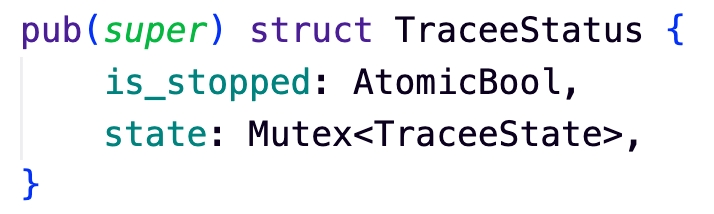 pub(super) struct TraceeStatus {
    is_stopped: AtomicBool,
    state: Mutex<TraceeState>,
}